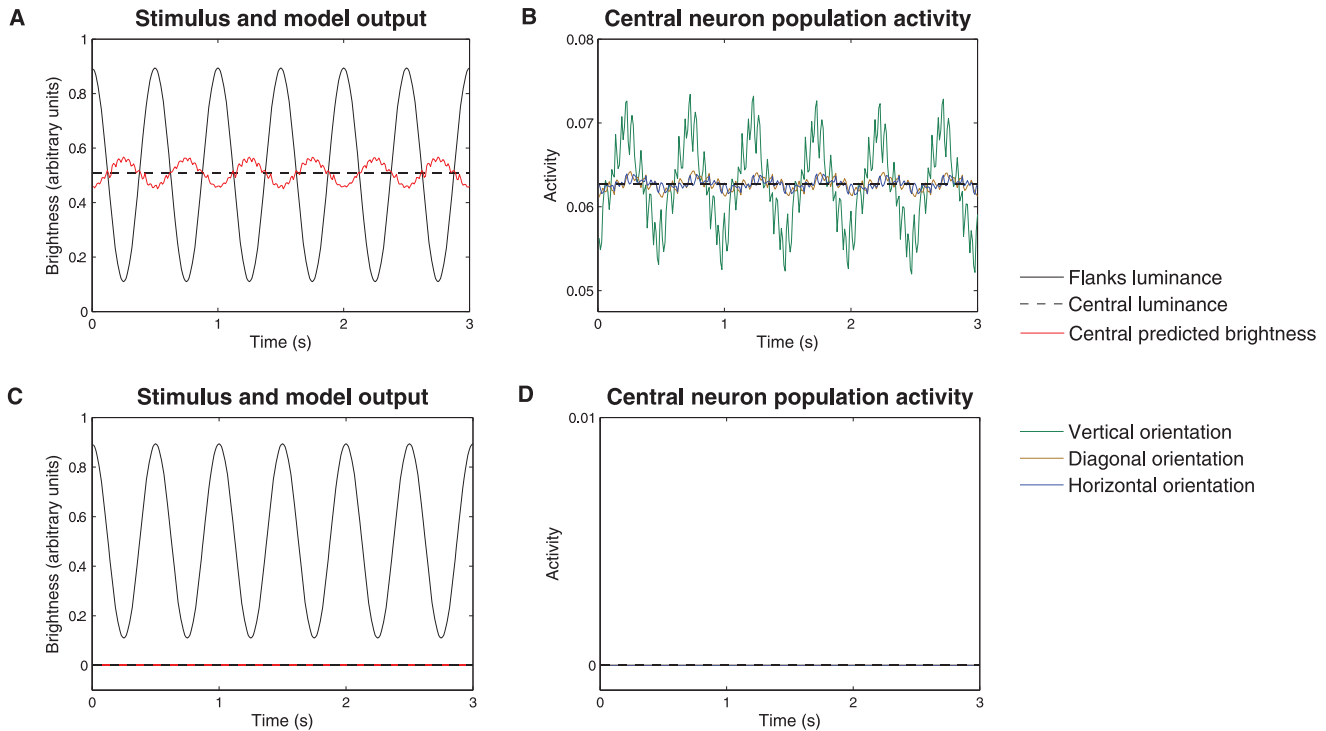 A
Stimulus and model output
1
0.8
0.6
0.4
0.2
0
Brightness (arbitrary units)
0
1
2
3
Time (s)
B
Central neuron population activity
0.08
0.07
0.06
0.05
Activity
0
1
2
3
Time (s)
Flanks luminance
Central luminance
Central predicted brightness
C
Stimulus and model output
1
0.8
0.6
0.4
0.2
0
Brightness (arbitrary units)
0
1
2
3
Time (s)
D
Central neuron population activity
0.01
0
Activity
0
1
2
3
Time (s)
Vertical orientation
Diagonal orientation
Horizontal orientation